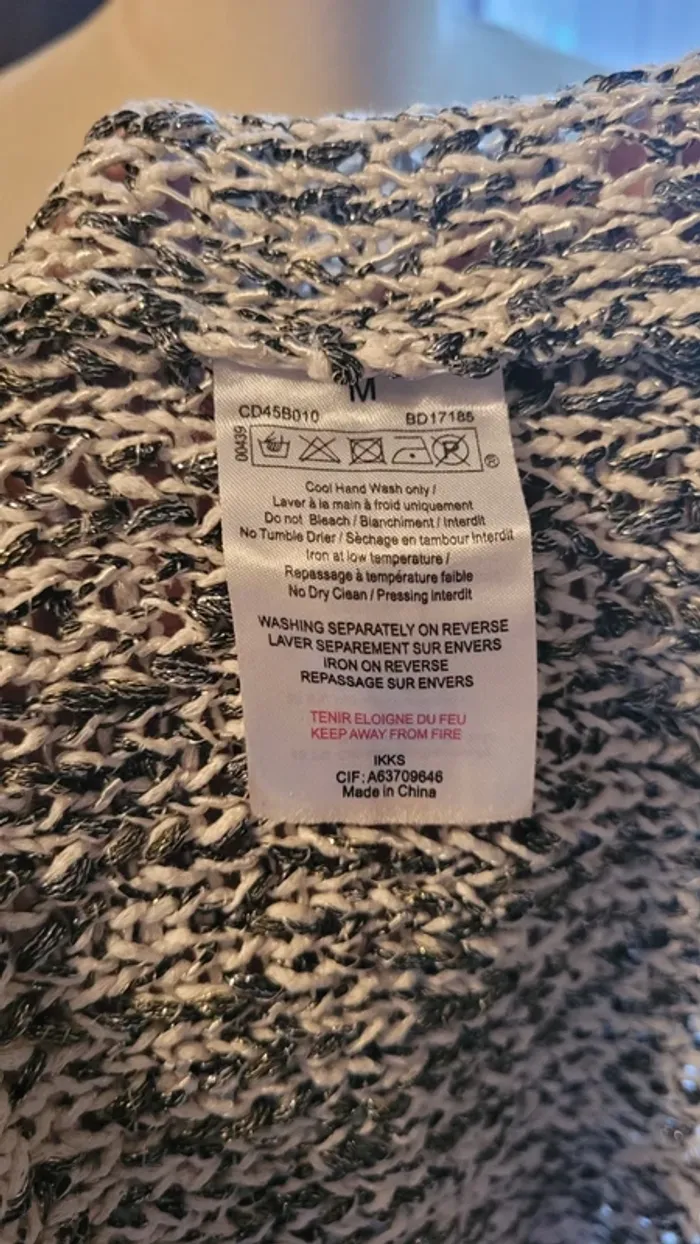 M
CD45B010 BD17185
00439
P ®
Cool Hand Wash only /
Laver à la main à froid uniquement
Do not Bleach / Blanchiment / Interdit
No Tumble Drier / Sèchage en tambour Interdit
Iron at low temperature /
Repassage à température faible
No Dry Clean / Pressing Interdit
WASHING SEPARATELY ON REVERSE
LAVER SEPAREMENT SUR ENVERS
IRON ON REVERSE
REPASSAGE SUR ENVERS
TENIR ELOIGNE DU FEU
KEEP AWAY FROM FIRE
IKKS
CIF: A63709646
Made in China